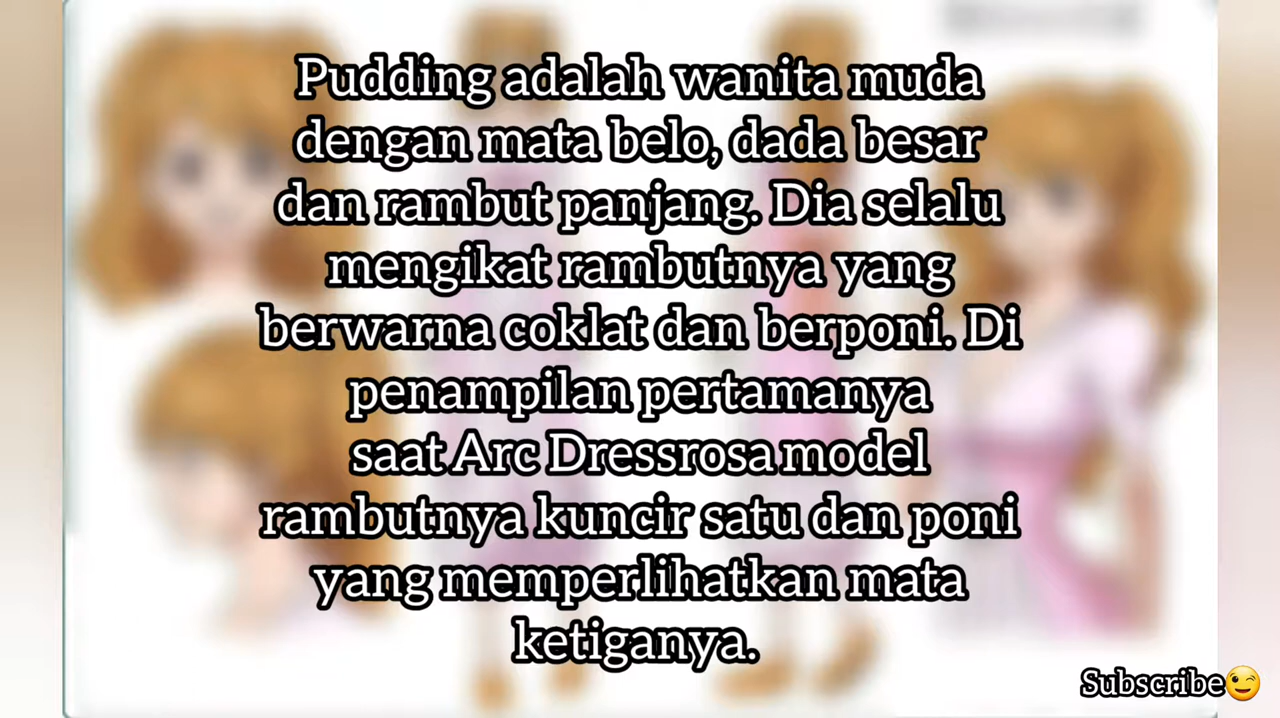 Pudding adalah wanita muda
dengan mata belo, dada besar
dan rambut panjang. Dia selalu
mengikat rambutnya yang
berwarna coklat dan berponi. Di
penampilan pertamanya
saat Arc Dressrosa model
rambutnya kuncir satu dan poni
yang memperlihatkan mata
ketiganya.
Subscribe😉